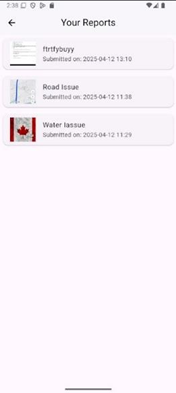 2:38
Your Reports
ftrtfybuyy
Submitted on: 2025-04-12 13:10
Road Issue
Submitted on: 2025-04-12 11:38
Water Iassue
Submitted on: 2025-04-12 11:29